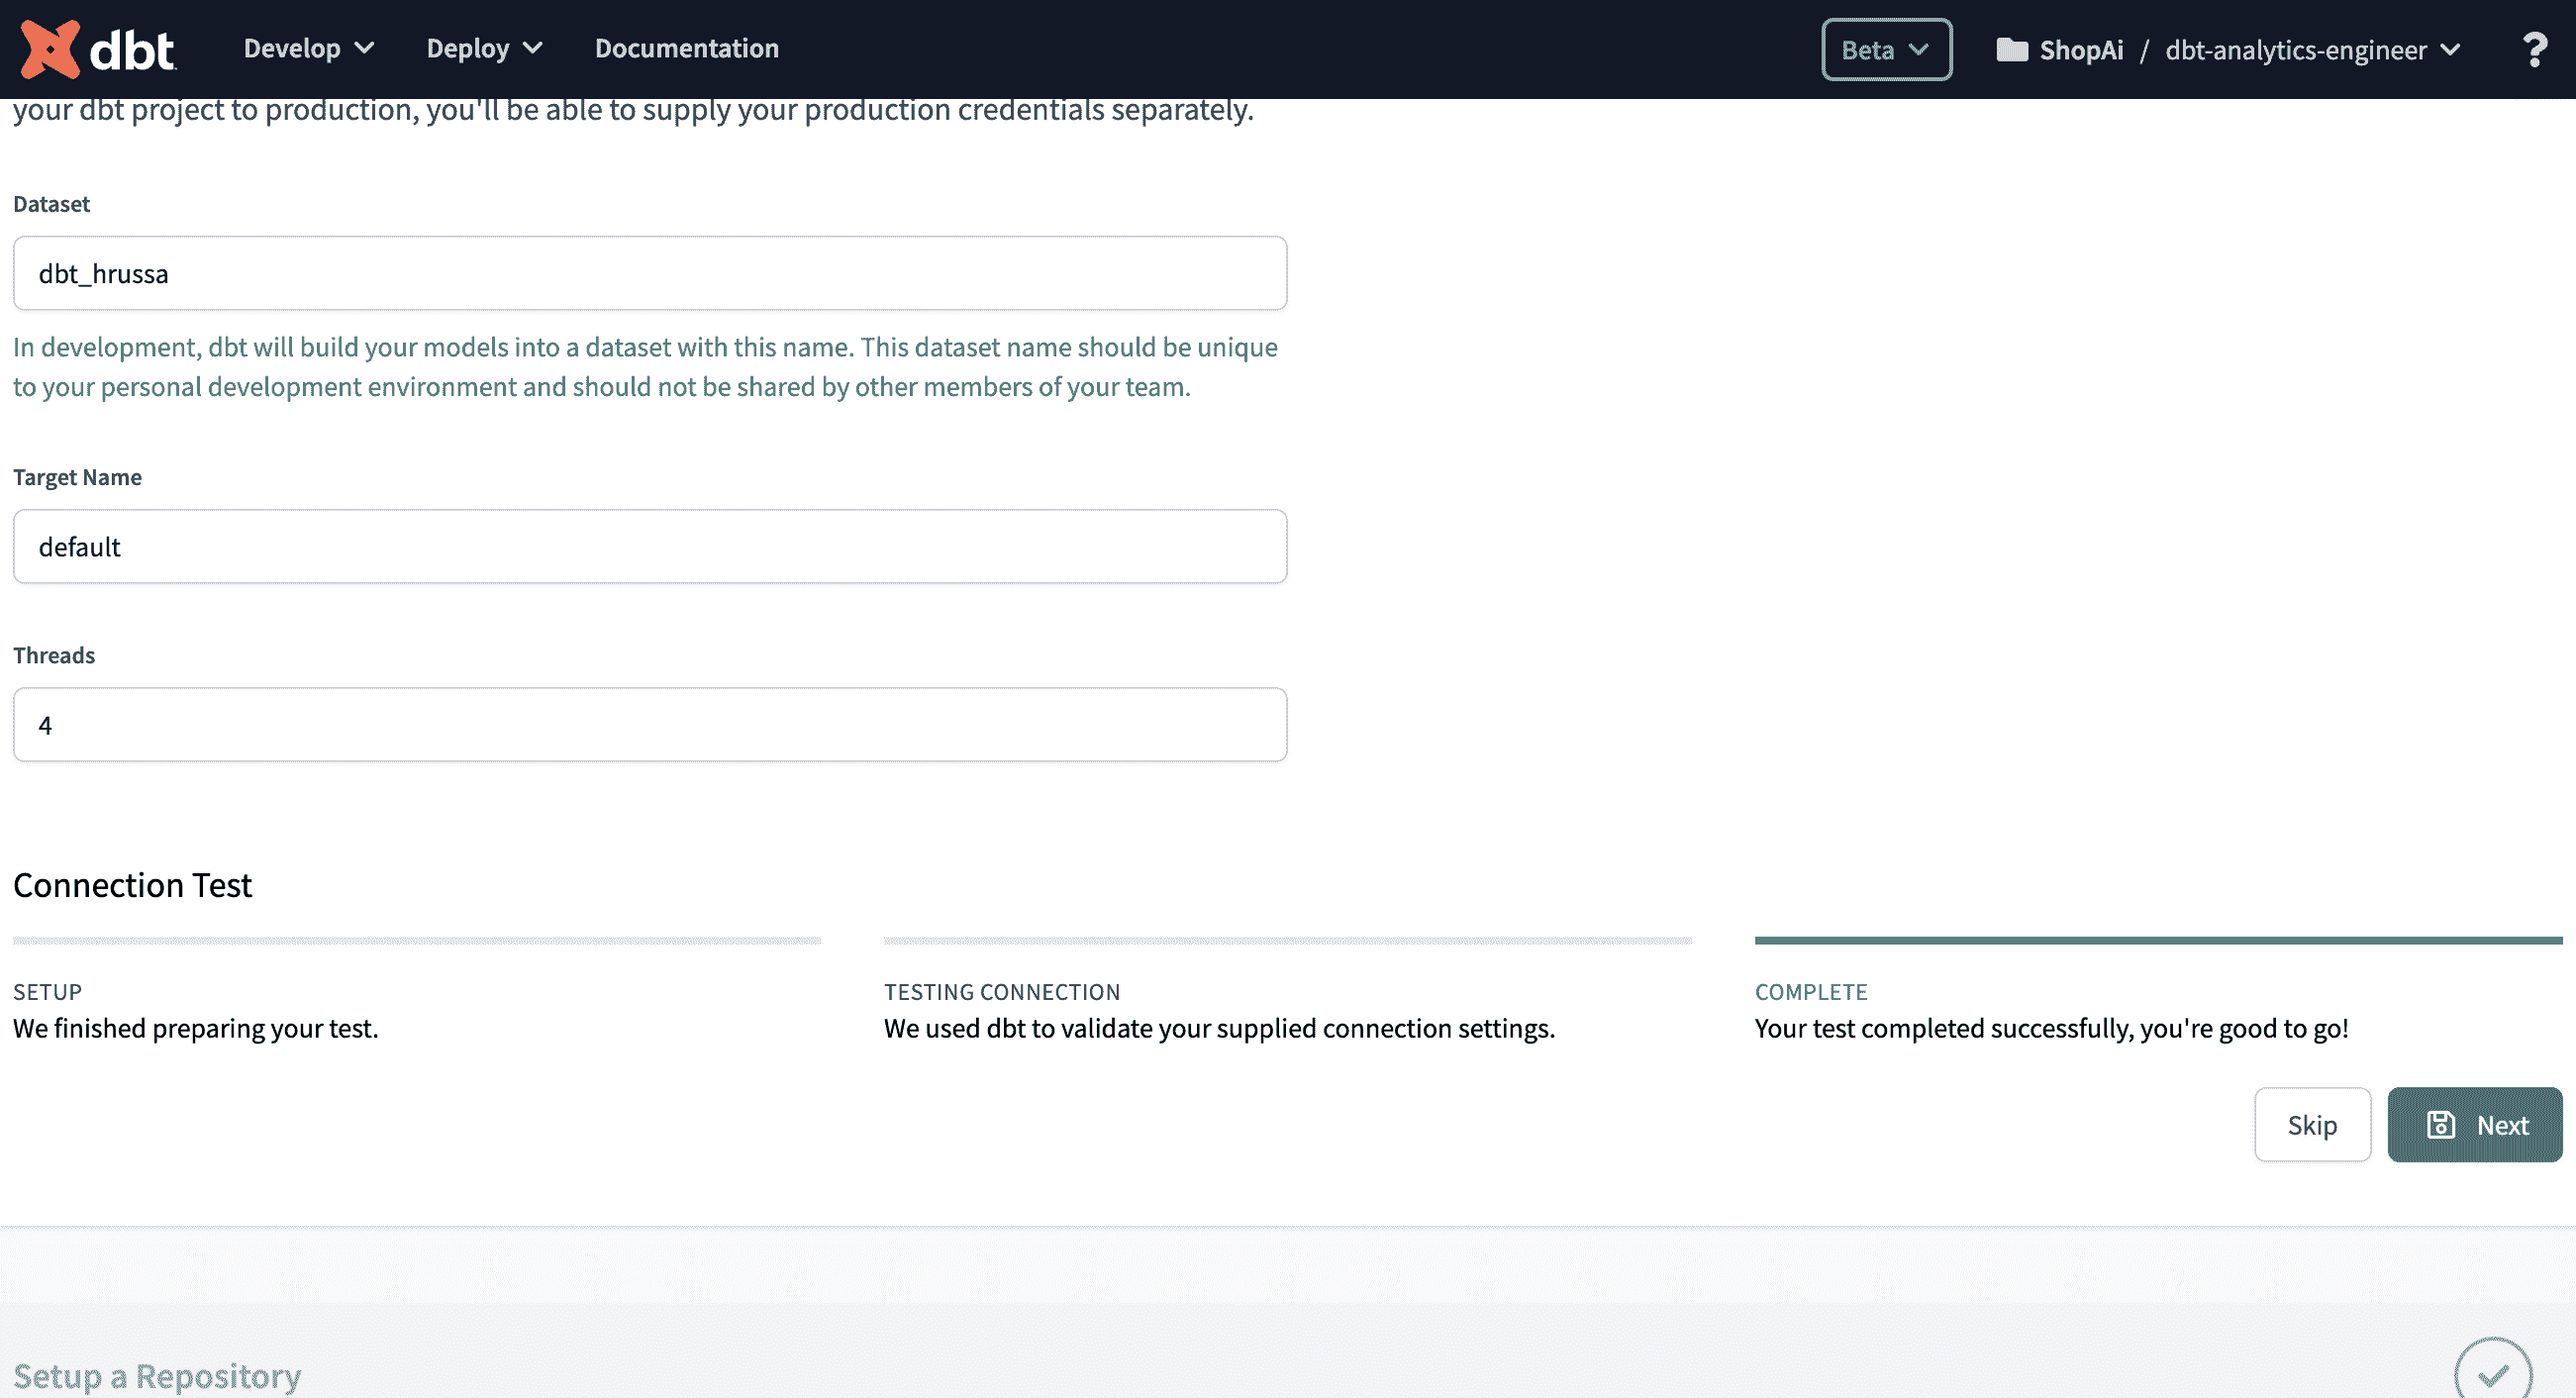 dbt
Develop
Deploy
Documentation
Beta
ShopAi / dbt-analytics-engineer
?
your dbt project to production, you'll be able to supply your production credentials separately.
Dataset
dbt_hrussa
In development, dbt will build your models into a dataset with this name. This dataset name should be unique
to your personal development environment and should not be shared by other members of your team.
Target Name
default
Threads
4
Connection Test
SETUP
We finished preparing your test.
TESTING CONNECTION
We used dbt to validate your supplied connection settings.
COMPLETE
Your test completed successfully, you're good to go!
Skip
Next
Setup a Repository